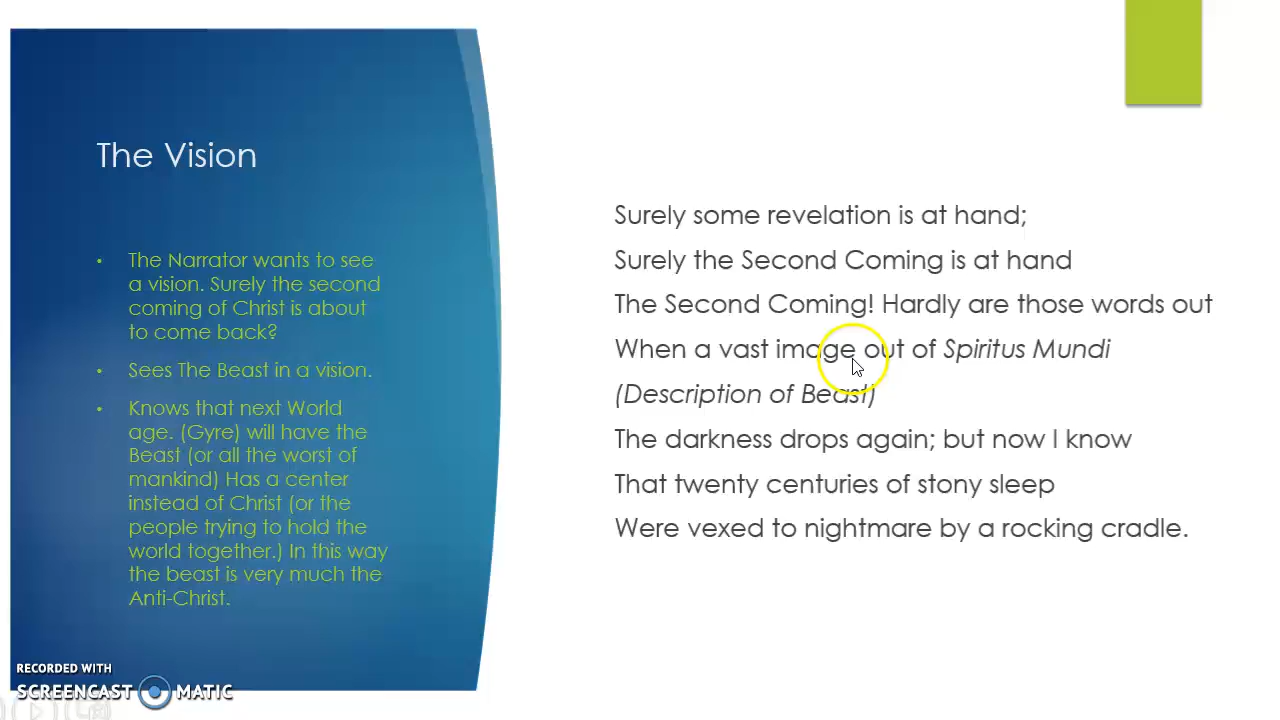 The Vision
• The Narrator wants to see
a vision. Surely the second
coming of Christ is about
to come back?
• Sees The Beast in a vision.
• Knows that next World
age. (Gyre) will have the
Beast (or all the worst of
mankind) Has a center
instead of Christ (or the
people trying to hold the
world together.) In this way
the beast is very much the
Anti-Christ.
Surely some revelation is at hand;
Surely the Second Coming is at hand
The Second Coming! Hardly are those words out
When a vast image out of Spiritus Mundi
(Description of Beast)
The darkness drops again; but now I know
That twenty centuries of stony sleep
Were vexed to nightmare by a rocking cradle.
RECORDED WITH
SCREENCAST MATIC